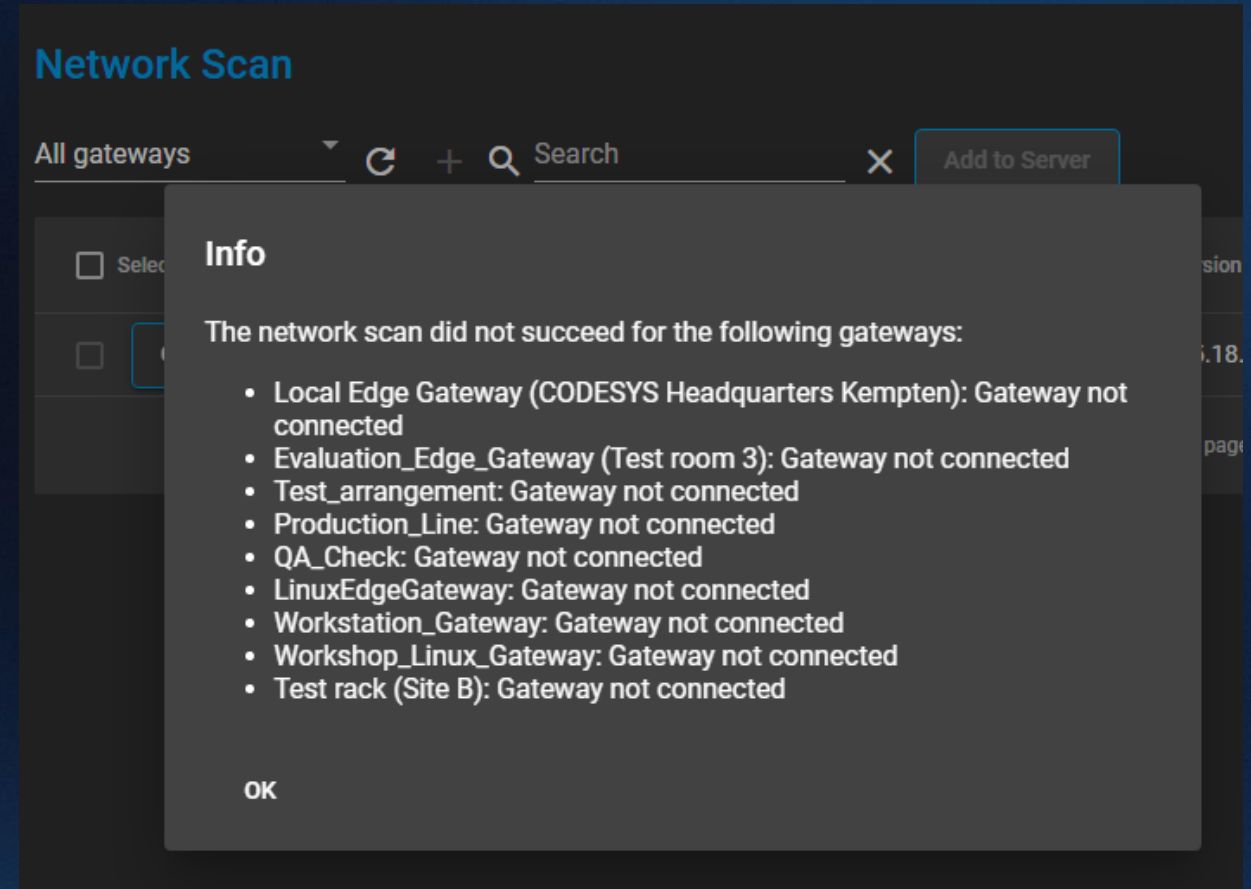 Network Scan
All gateways
Search
Add to Server
Info
The network scan did not succeed for the following gateways:
• Local Edge Gateway (CODESYS Headquarters Kempten): Gateway not
connected
• Evaluation_Edge_Gateway (Test room 3): Gateway not connected
• Test_arrangement: Gateway not connected
• Production_Line: Gateway not connected
• QA_Check: Gateway not connected
• LinuxEdgeGateway: Gateway not connected
• Workstation_Gateway: Gateway not connected
• Workshop_Linux_Gateway: Gateway not connected
• Test rack (Site B): Gateway not connected
OK